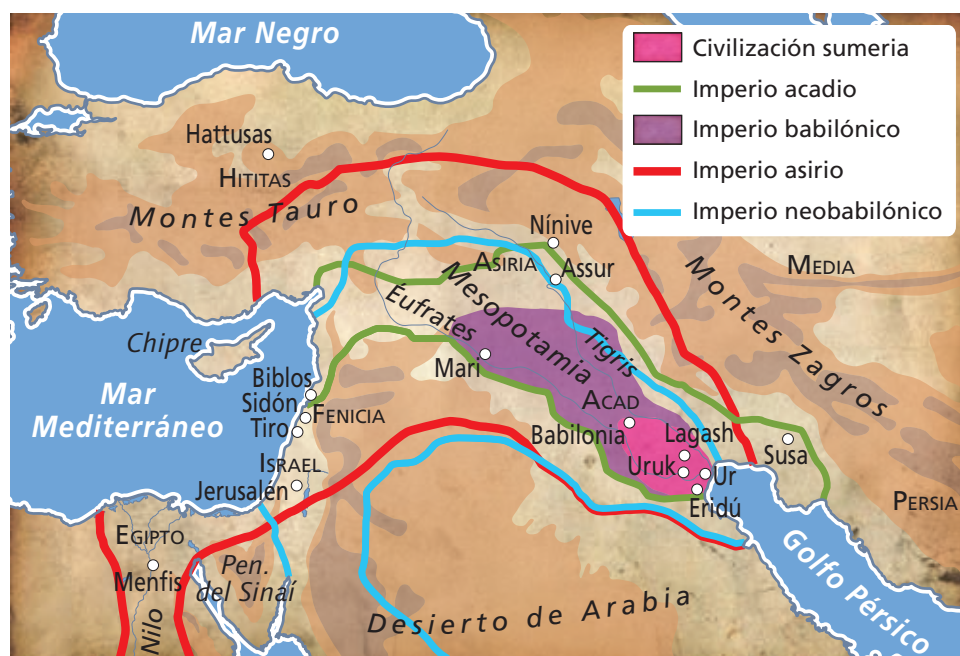 Mar Negro
Civilización sumeria
Imperio acadio
Imperio babilónico
Imperio asirio
Imperio neobabilónico
Hattusas
HITITAS
Montes Tauro
Nínive
ASIRIA
Assur
MEDIA
Montes Zagros
Mesopotamia
Éufrates
Tigris
Chipre
Mari
Biblos
Sidón
FENICIA
Tiro
Mar
Mediterráneo
ACAD
Babilonia
Lagash
Susa
Uruk
Ur
Eridú
ISRAEL
Jerusalén
PERSIA
EGIPTO
Menfis
Pen.
del Sinaí
Nilo
Desierto de Arabia
Golfo Pérsico